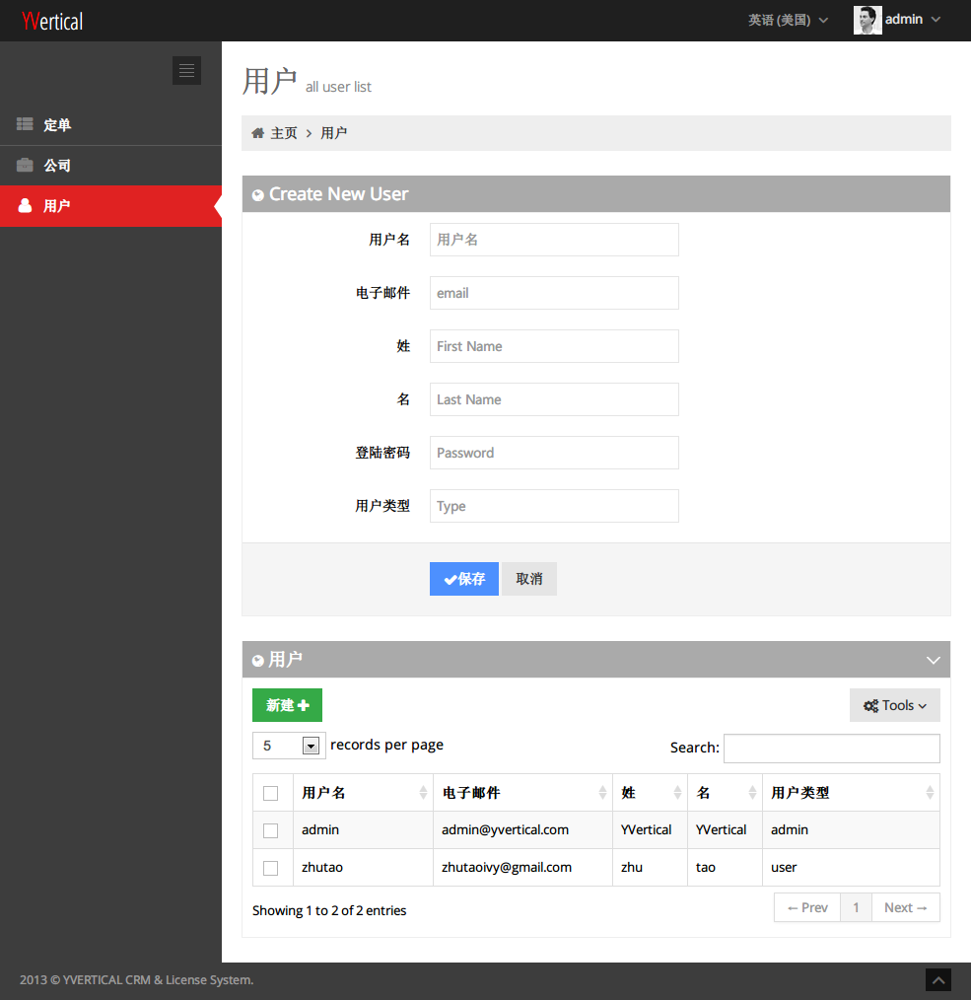 YVertical
英语 (美国)
admin
用户 all user list
定单
公司
用户
主页 用户
Create New User
用户名 用户名
电子邮件 email
姓 First Name
名 Last Name
登陆密码 Password
用户类型 Type
保存 取消
用户
新建
Tools
5 records per page
Search:
用户名 电子邮件 姓 名 用户类型
admin admin@yvertical.com YVertical YVertical admin
zhutao zhutaoivy@gmail.com zhu tao user
Showing 1 to 2 of 2 entries
← Prev 1 Next →
2013 © YVERTICAL CRM & License System.